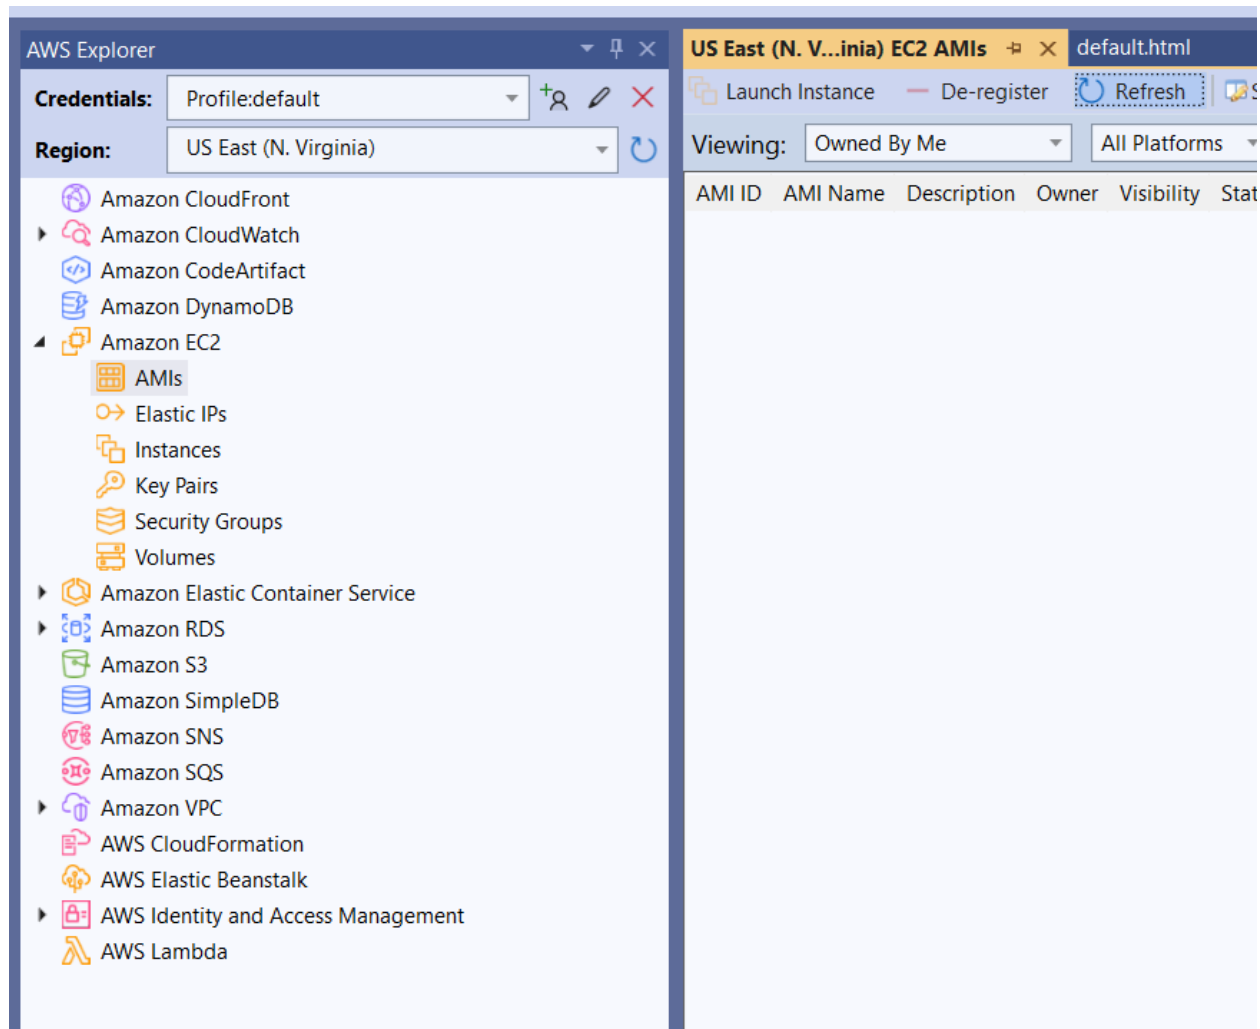 AWS Explorer
Credentials: Profile:default
Region: US East (N. Virginia)
Amazon CloudFront
Amazon CloudWatch
Amazon CodeArtifact
Amazon DynamoDB
Amazon EC2
AMIs
Elastic IPs
Instances
Key Pairs
Security Groups
Volumes
Amazon Elastic Container Service
Amazon RDS
Amazon S3
Amazon SimpleDB
Amazon SNS
Amazon SQS
Amazon VPC
AWS CloudFormation
AWS Elastic Beanstalk
AWS Identity and Access Management
AWS Lambda
US East (N. V...inia) EC2 AMIs default.html
Launch Instance De-register Refresh S
Viewing: Owned By Me All Platforms
AMI ID AMI Name Description Owner Visibility Stat